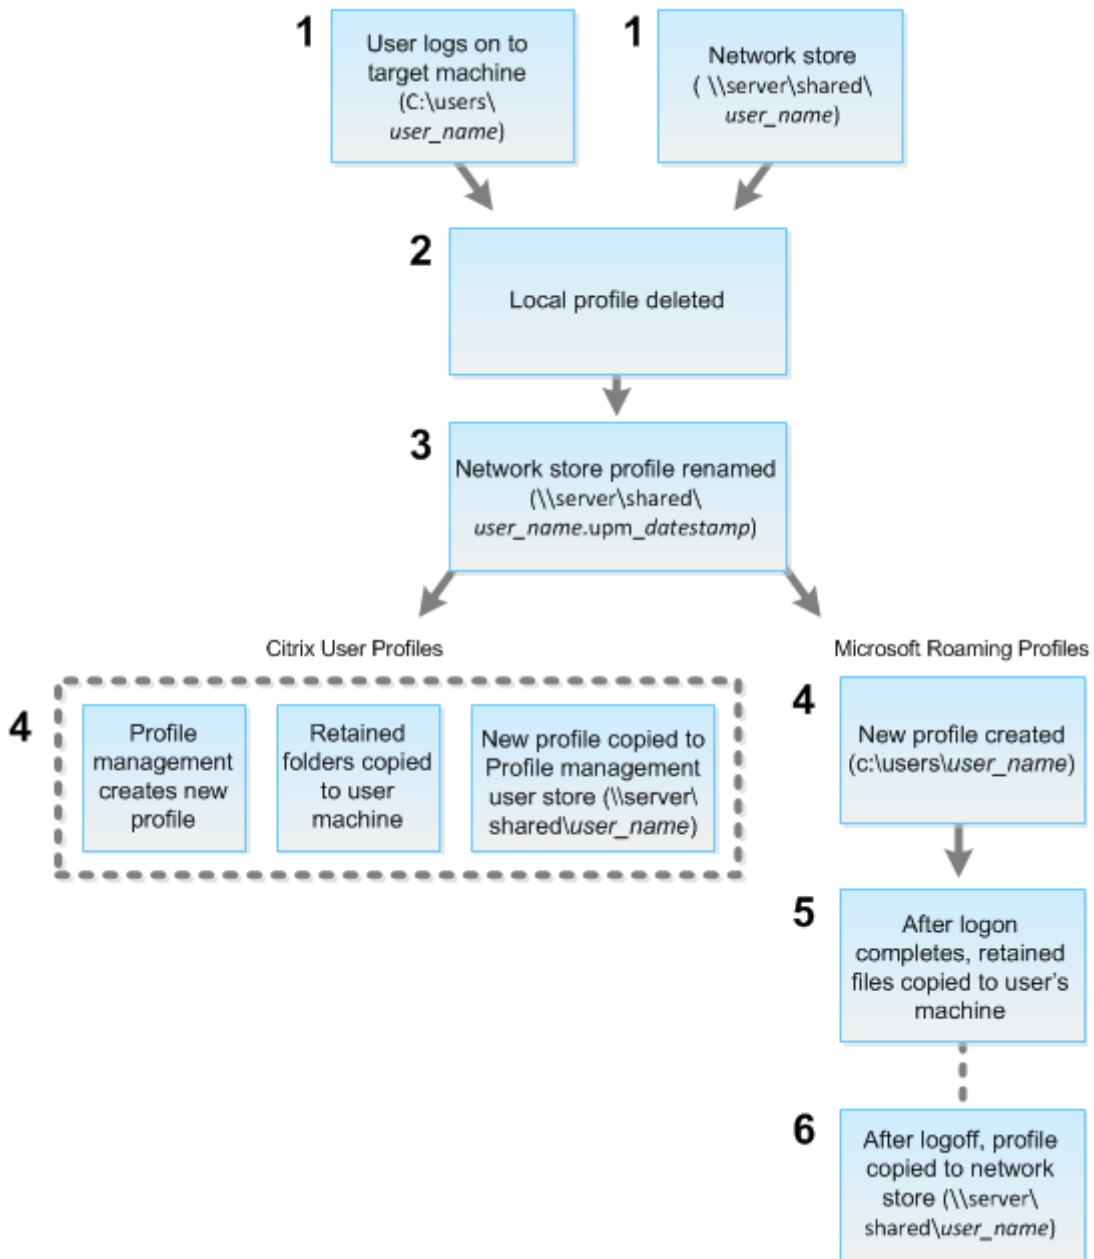 1
User logs on to
target machine
(C:\users\
user_name)
1
Network store
( \\server\shared\
user_name)
2
Local profile deleted
3
Network store profile renamed
(\\server\shared\
user_name.upm_datestamp)
Citrix User Profiles
4
Profile
management
creates new
profile
Retained
folders copied
to user
machine
New profile copied to
Profile management
user store (\\server\
shared\user_name)
Microsoft Roaming Profiles
4
New profile created
(c:\users\user_name)
5
After logon
completes, retained
files copied to user's
machine
6
After logoff, profile
copied to network
store (\\server\
shared\user_name)